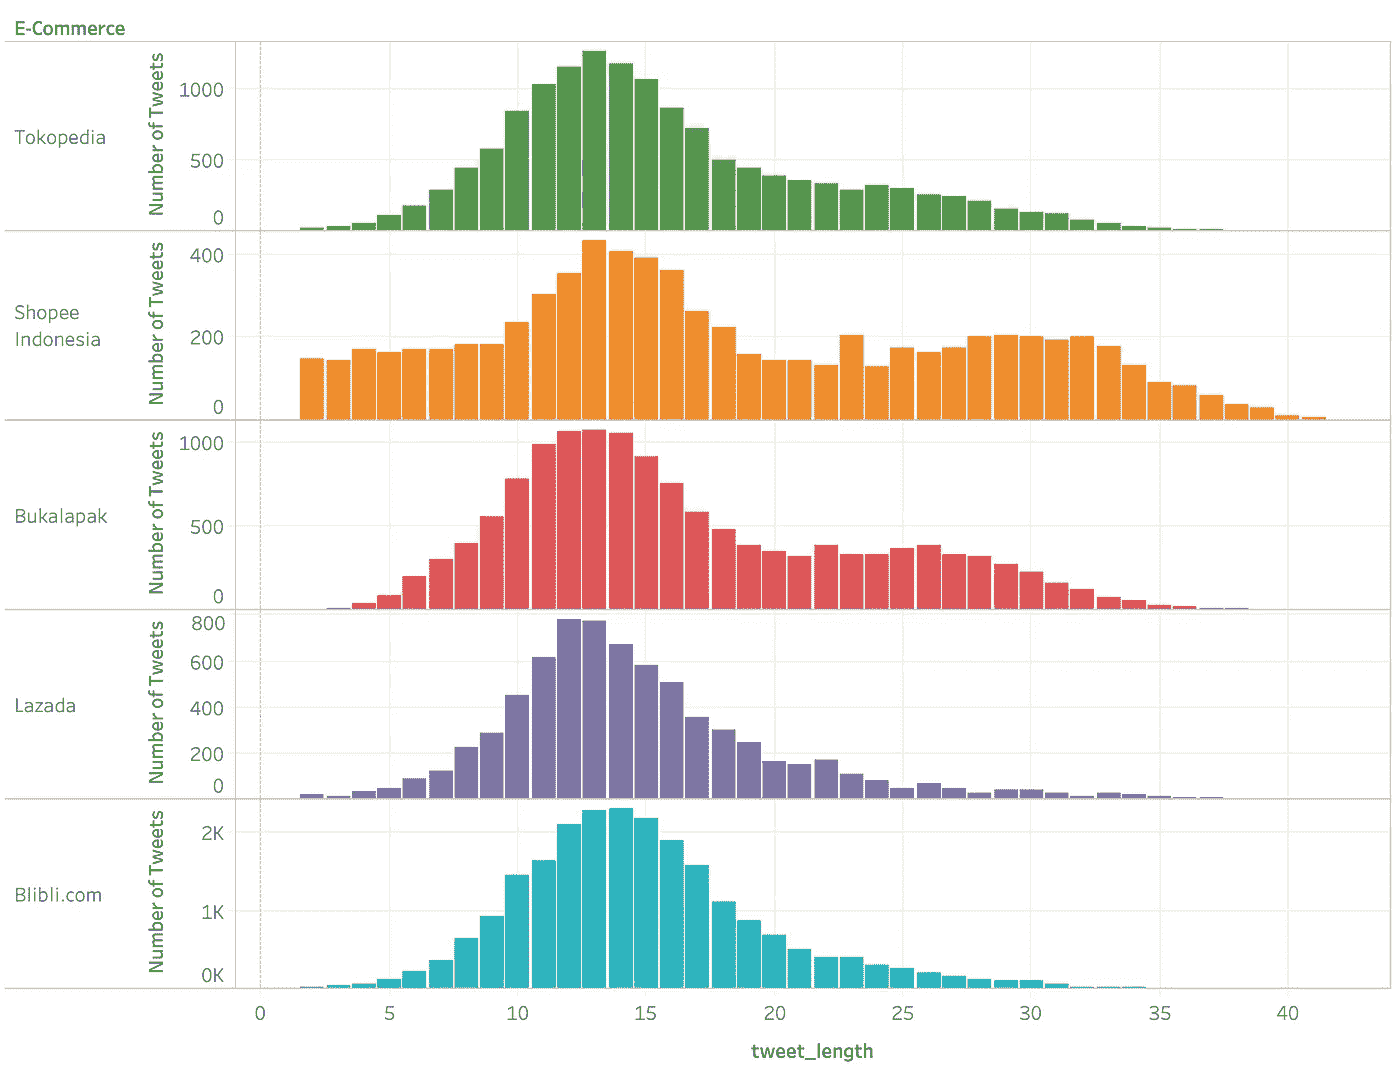 E-Commerce
Tokopedia
Number of Tweets
1000
500
0
Shopee
Indonesia
Number of Tweets
400
200
0
Bukalapak
Number of Tweets
1000
500
0
Lazada
Number of Tweets
800
600
400
200
0
Blibli.com
Number of Tweets
2K
1K
0K
0 5 10 15 20 25 30 35 40
tweet_length